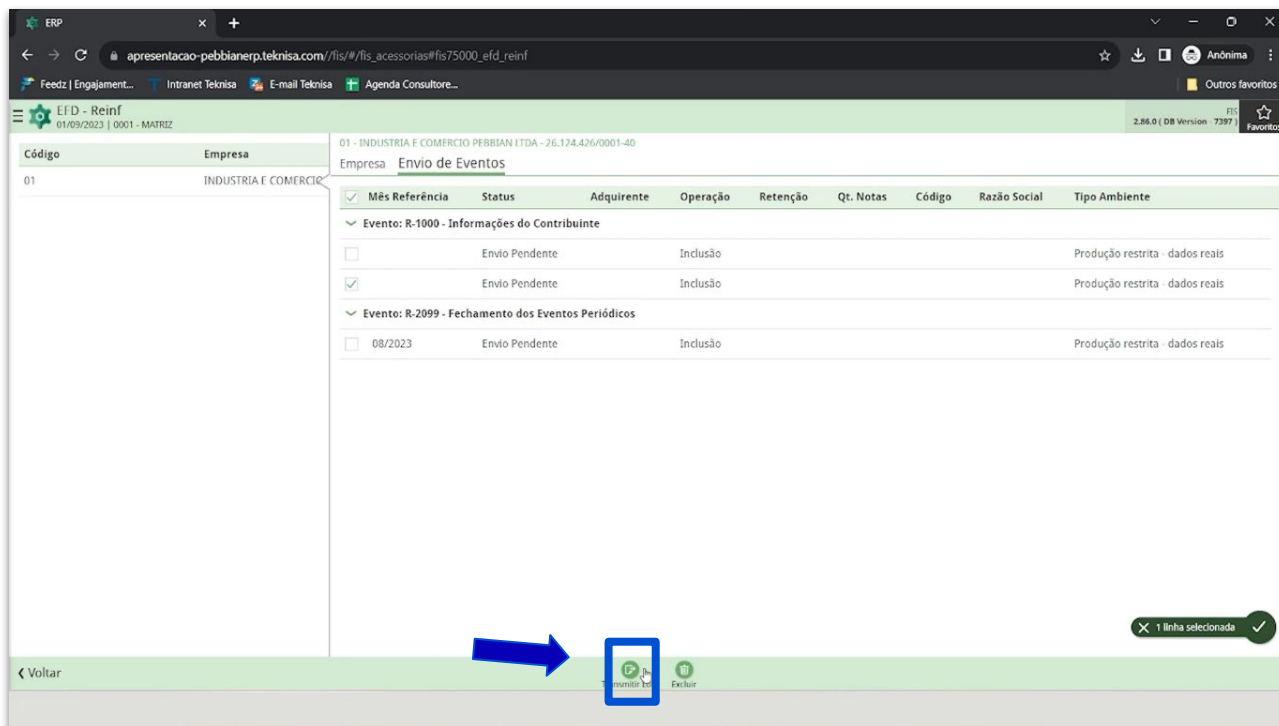 ERP
apresentacao-pebbianerp.teknisa.com//fis/#/fis_acessorias#fis75000_efd_reinf
Anônima
Feedz | Engajament... Intranet Teknisa E-mail Teknisa Agenda Consultore... Outros favoritos
EFD - Reinf
01/09/2023 | 0001 - MATRIZ
FIS
2.86.0 ( DB Version - 7397 )
Favoritos
Código Empresa
01 INDUSTRIA E COMERCIO
01 - INDUSTRIA E COMERCIO PEBBIAN LTDA - 26.124.426/0001-40
Empresa Envio de Eventos
Mês Referência Status Adquirente Operação Retenção Qt. Notas Código Razão Social Tipo Ambiente
Evento: R-1000 - Informações do Contribuinte
Envio Pendente Inclusão Produção restrita - dados reais
Envio Pendente Inclusão Produção restrita - dados reais
Evento: R-2099 - Fechamento dos Eventos Periódicos
08/2023 Envio Pendente Inclusão Produção restrita - dados reais
1 linha selecionada
Voltar
Transmitir Excluir